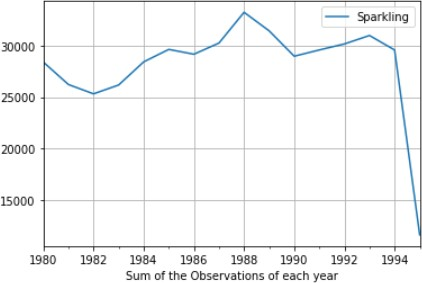 Sparkling
30000
25000
20000
15000
1980 1982 1984 1986 1988 1990 1992 1994
Sum of the Observations of each year